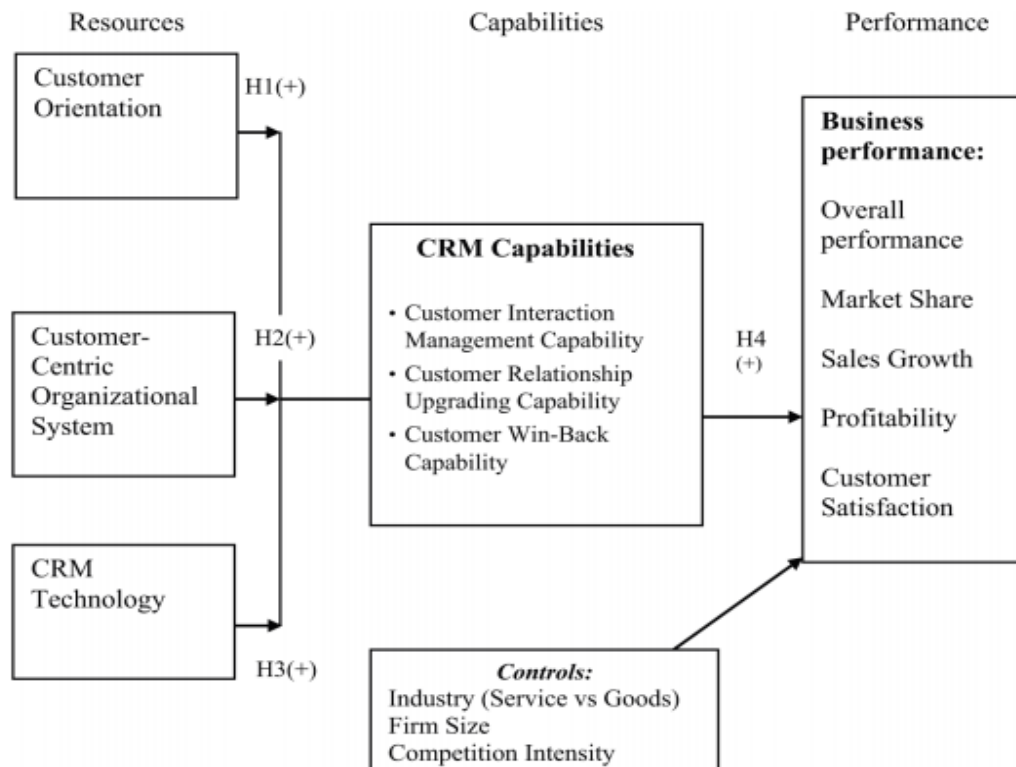 Resources
Capabilities
Performance
Customer
Orientation
H1(+)
Customer-
Centric
Organizational
System
H2(+)
CRM
Technology
H3(+)
CRM Capabilities
• Customer Interaction
Management Capability
• Customer Relationship
Upgrading Capability
• Customer Win-Back
Capability
H4
(+)
Business
performance:
Overall
performance
Market Share
Sales Growth
Profitability
Customer
Satisfaction
Controls:
Industry (Service vs Goods)
Firm Size
Competition Intensity